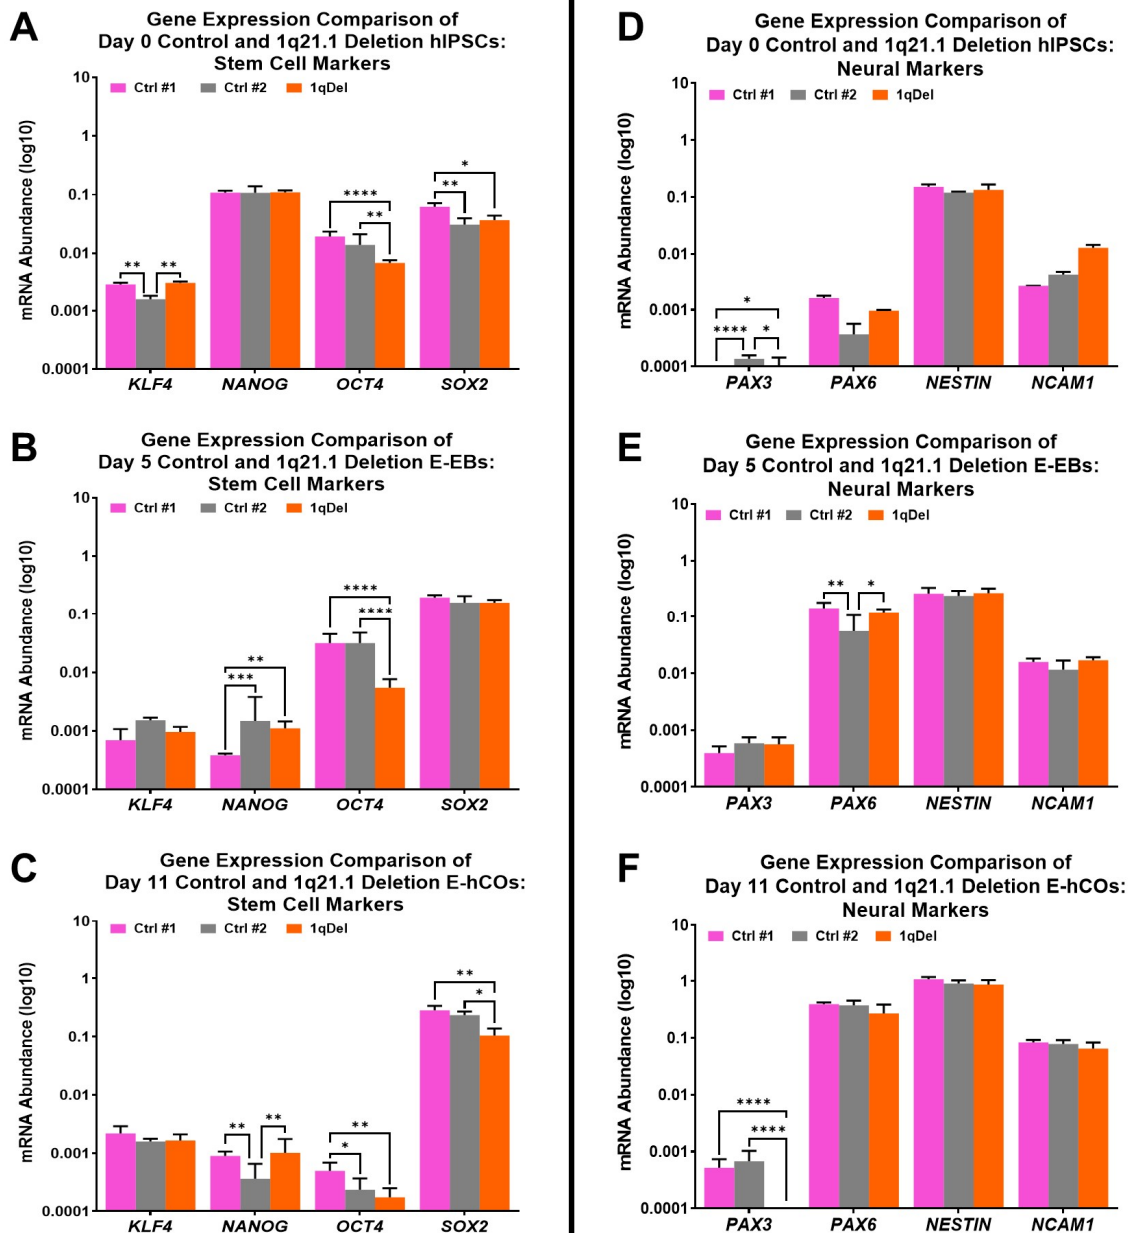 A
Gene Expression Comparison of
Day 0 Control and 1q21.1 Deletion hIPSCs:
Stem Cell Markers
Ctrl #1 Ctrl #2 1qDel
mRNA Abundance (log10)
10
1
0.1
0.01
0.001
0.0001
** ** **** ** ** *
KLF4 NANOG OCT4 SOX2
B
Gene Expression Comparison of
Day 5 Control and 1q21.1 Deletion E-EBs:
Stem Cell Markers
Ctrl #1 Ctrl #2 1qDel
mRNA Abundance (log10)
10
1
0.1
0.01
0.001
0.0001
*** ** **** ****
KLF4 NANOG OCT4 SOX2
C
Gene Expression Comparison of
Day 11 Control and 1q21.1 Deletion E-hCOs:
Stem Cell Markers
Ctrl #1 Ctrl #2 1qDel
mRNA Abundance (log10)
10
1
0.1
0.01
0.001
0.0001
** ** ** * ** *
KLF4 NANOG OCT4 SOX2
D
Gene Expression Comparison of
Day 0 Control and 1q21.1 Deletion hIPSCs:
Neural Markers
Ctrl #1 Ctrl #2 1qDel
mRNA Abundance (log10)
10
1
0.1
0.01
0.001
0.0001
* **** *
PAX3 PAX6 NESTIN NCAM1
E
Gene Expression Comparison of
Day 5 Control and 1q21.1 Deletion E-EBs:
Neural Markers
Ctrl #1 Ctrl #2 1qDel
mRNA Abundance (log10)
10
1
0.1
0.01
0.001
0.0001
** *
PAX3 PAX6 NESTIN NCAM1
F
Gene Expression Comparison of
Day 11 Control and 1q21.1 Deletion E-hCOs:
Neural Markers
Ctrl #1 Ctrl #2 1qDel
mRNA Abundance (log10)
10
1
0.1
0.01
0.001
0.0001
**** ****
PAX3 PAX6 NESTIN NCAM1